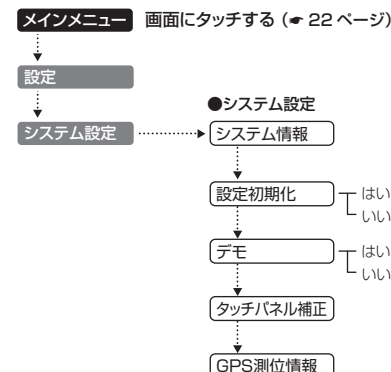 メインメニュー 画面にタッチする (☛ 22 ページ)
設定
●システム設定
システム設定 システム情報
設定初期化 はい
いい
デモ はい
いい
タッチパネル補正
GPS測位情報